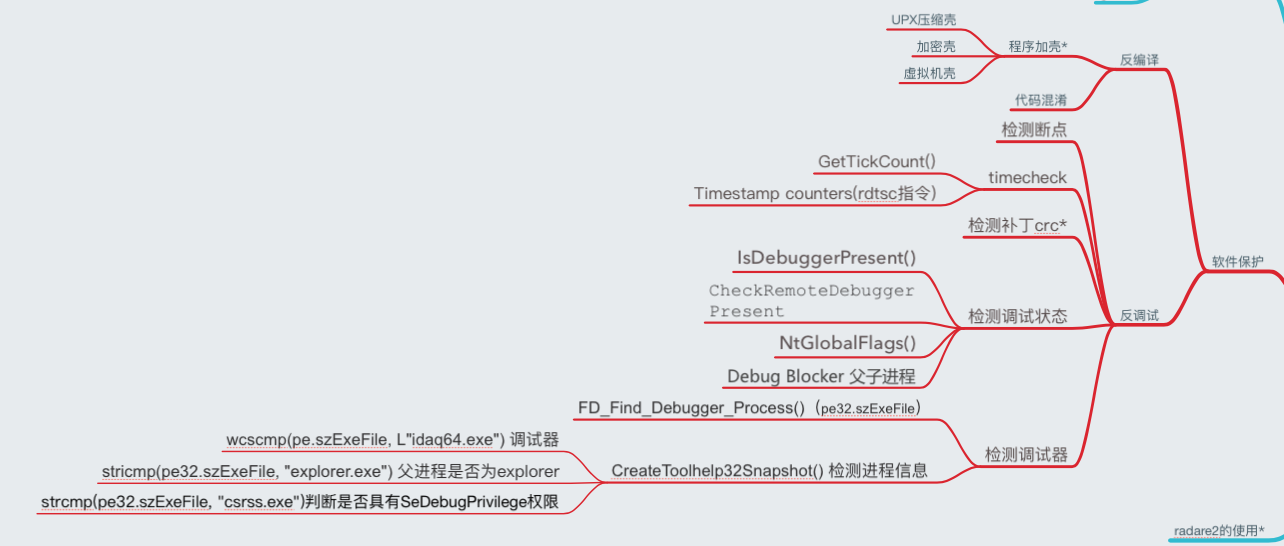 UPX压缩壳
加密壳
虚拟机壳
程序加壳*
反编译
代码混淆
检测断点
GetTickCount()
Timestamp counters(rdtsc指令)
timecheck
检测补丁crc*
IsDebuggerPresent()
CheckRemoteDebugger
Present
NtGlobalFlags()
Debug Blocker 父子进程
检测调试状态
反调试
软件保护
FD_Find_Debugger_Process()（pe32.szExeFile）
wcscmp(pe.szExeFile, L"idaq64.exe") 调试器
stricmp(pe32.szExeFile, "explorer.exe") 父进程是否为explorer
strcmp(pe32.szExeFile, "csrss.exe")判断是否具有SeDebugPrivilege权限
CreateToolhelp32Snapshot() 检测进程信息
检测调试器
radare2的使用*